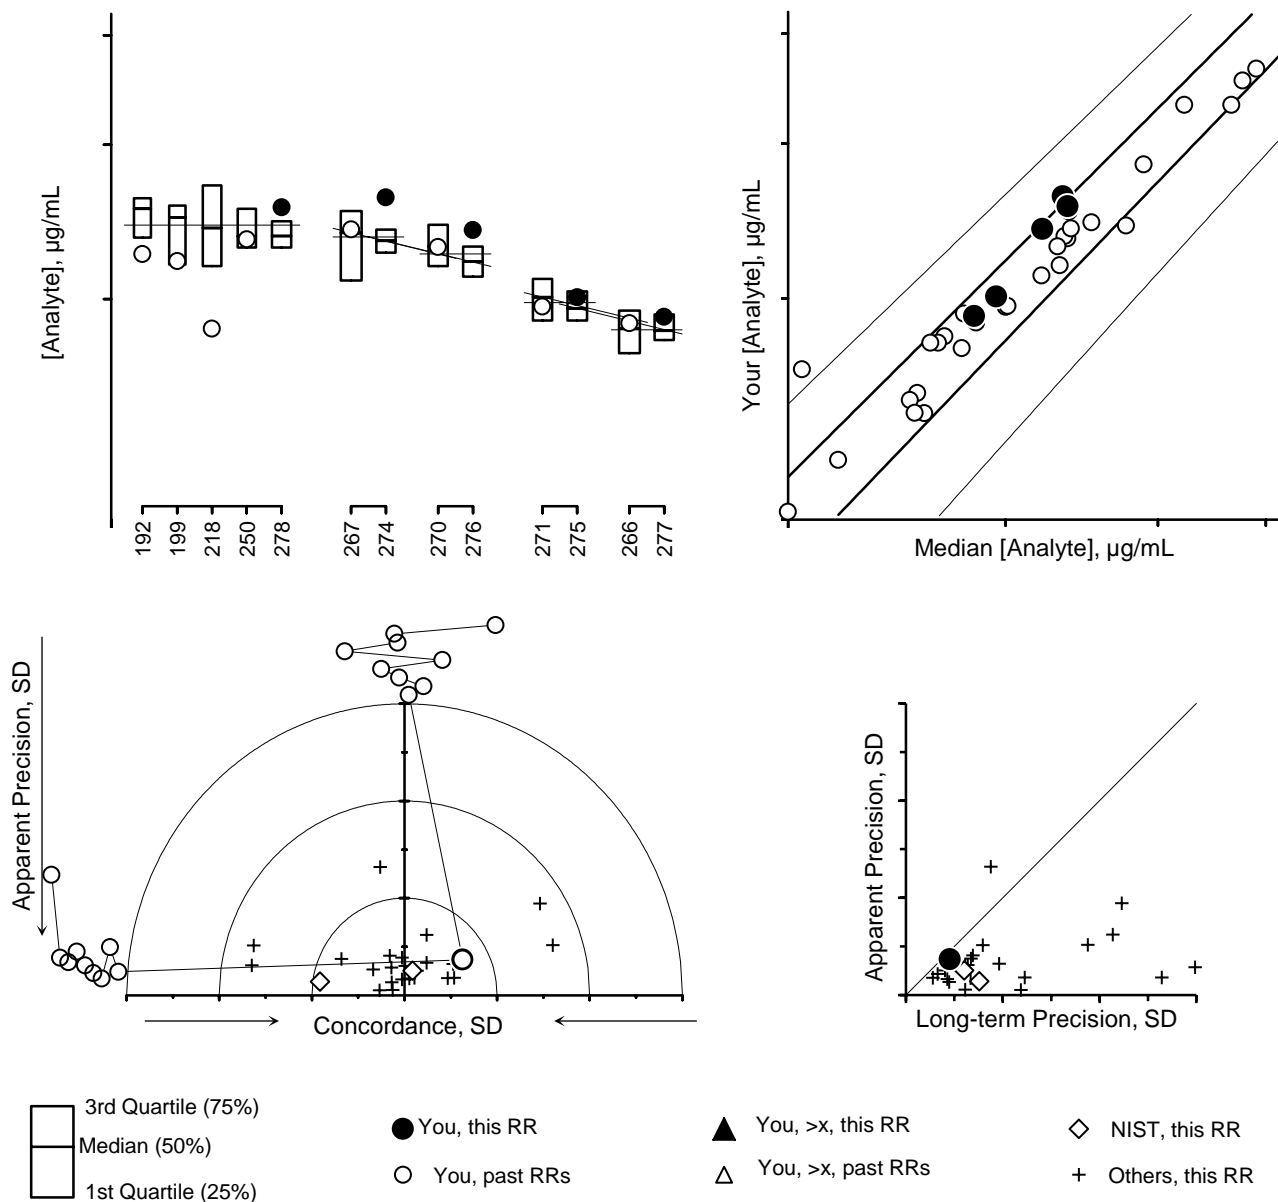 [Analyte], µg/mL
192
199
218
250
278
267
274
270
276
271
275
266
277
Your [Analyte], µg/mL
Median [Analyte], µg/mL
Apparent Precision, SD
Concordance, SD
Apparent Precision, SD
Long-term Precision, SD
3rd Quartile (75%)
Median (50%)
1st Quartile (25%)
You, this RR
You, past RRs
You, >x, this RR
You, >x, past RRs
NIST, this RR
Others, this RR